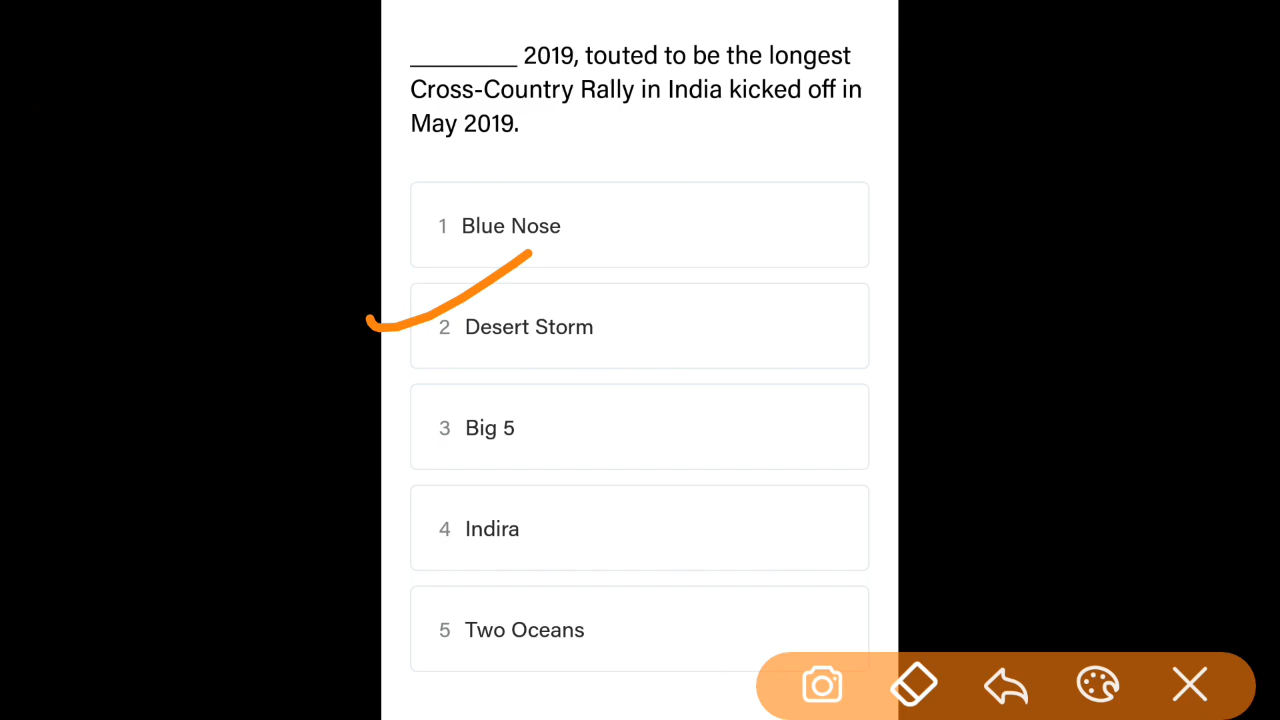 _________ 2019, touted to be the longest
Cross-Country Rally in India kicked off in
May 2019.
1 Blue Nose
2 Desert Storm
3 Big 5
4 Indira
5 Two Oceans